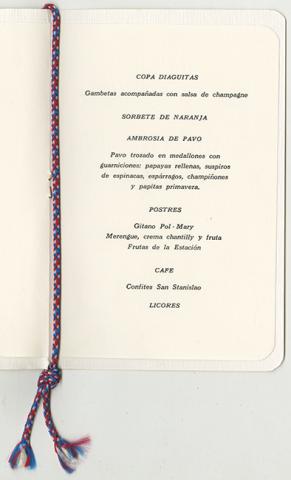 COPA DIAGUITAS
Gambetas acompañadas con salsa de champagne
SORBETE DE NARANJA
AMBROSIA DE PAVO
Pavo trozado en medallones con
guarniciones: papayas rellenas, suspiros
de espinacas, espárragos, champiñones
y papitas primavera.
POSTRES
Gitano Pol - Mary
Merengue, crema chantilly y fruta
Frutas de la Estación
CAFE
Confites San Stanislao
LICORES